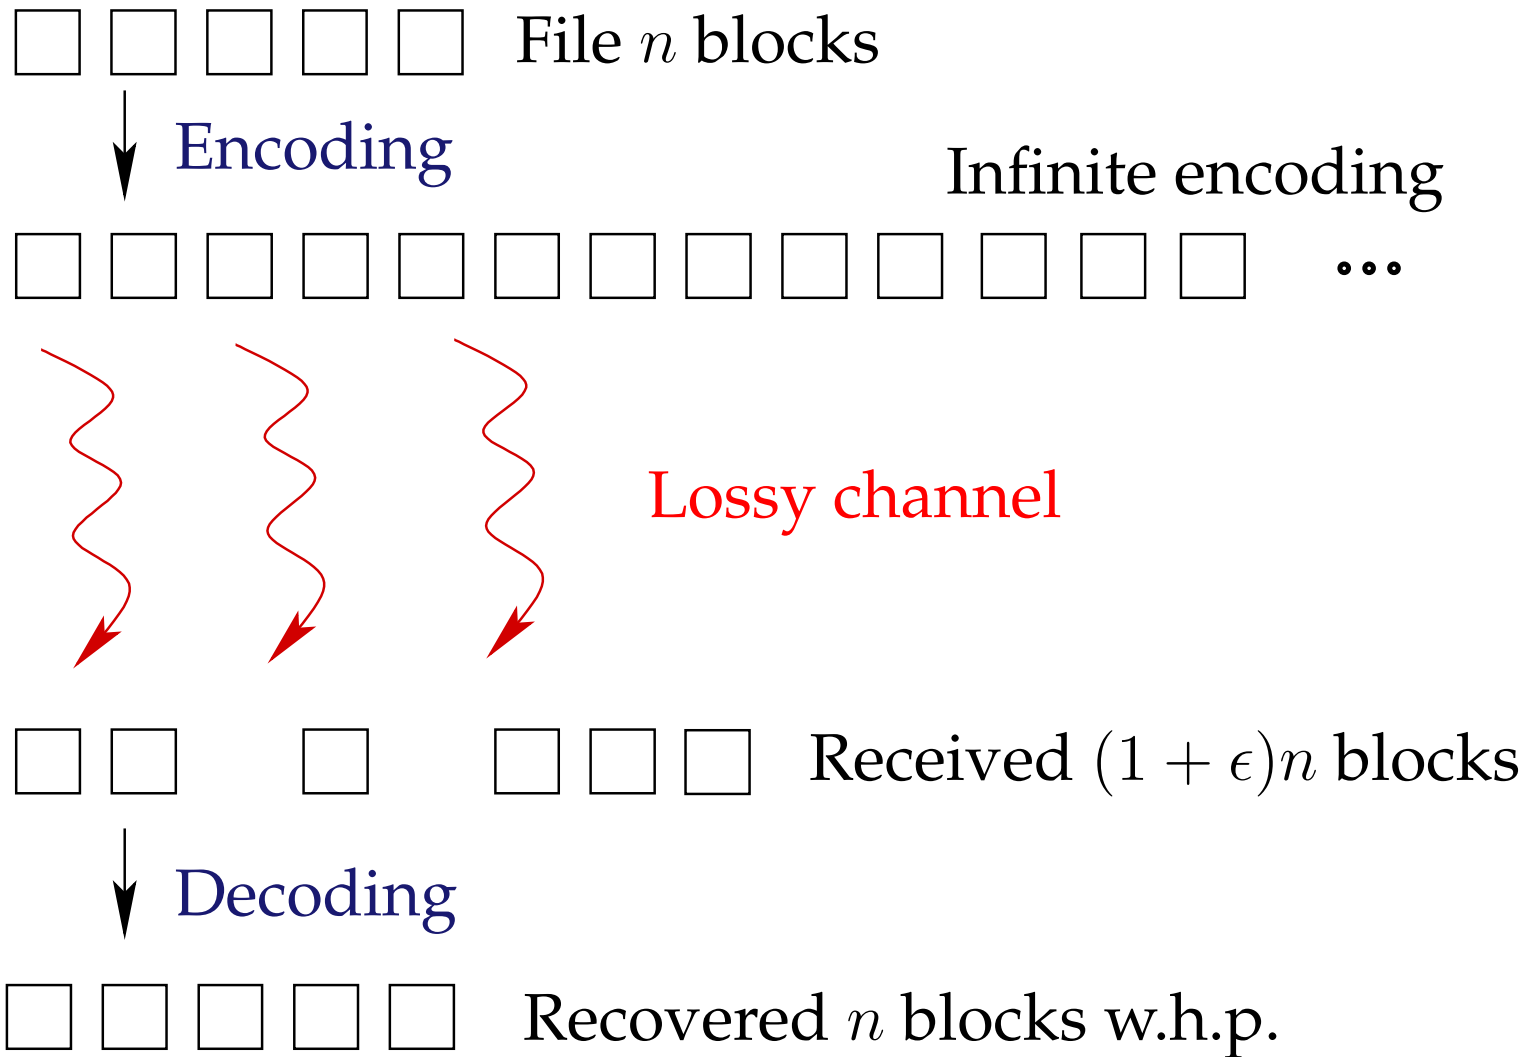 File n blocks
Encoding
Infinite encoding
...
Lossy channel
Received (1 + ϵ)n blocks
Decoding
Recovered n blocks w.h.p.